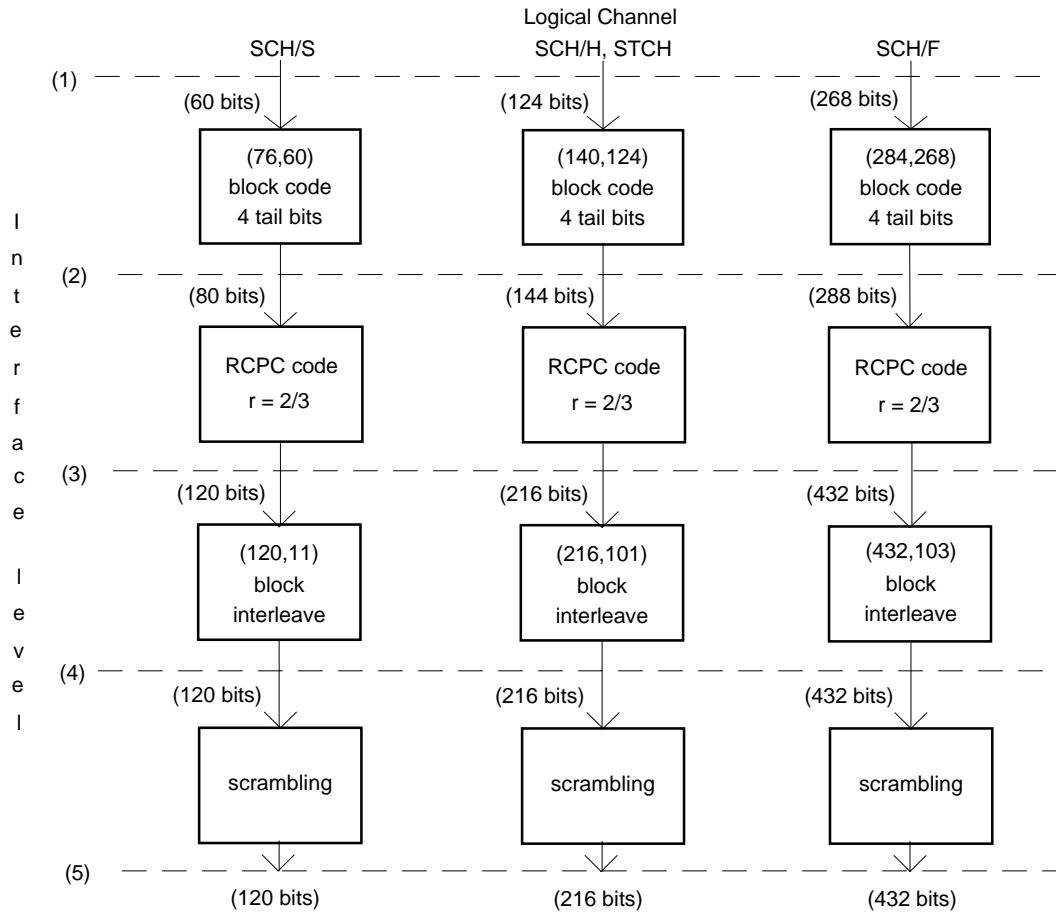 Logical Channel
SCH/S SCH/H, STCH SCH/F
(1)
(60 bits) (124 bits) (268 bits)
(76,60) (140,124) (284,268)
block code block code block code
4 tail bits 4 tail bits 4 tail bits
(2)
(80 bits) (144 bits) (288 bits)
RCPC code RCPC code RCPC code
r = 2/3 r = 2/3 r = 2/3
(3)
(120 bits) (216 bits) (432 bits)
(120,11) (216,101) (432,103)
block block block
interleave interleave interleave
(4)
(120 bits) (216 bits) (432 bits)
scrambling scrambling scrambling
(5)
(120 bits) (216 bits) (432 bits)
Interface level